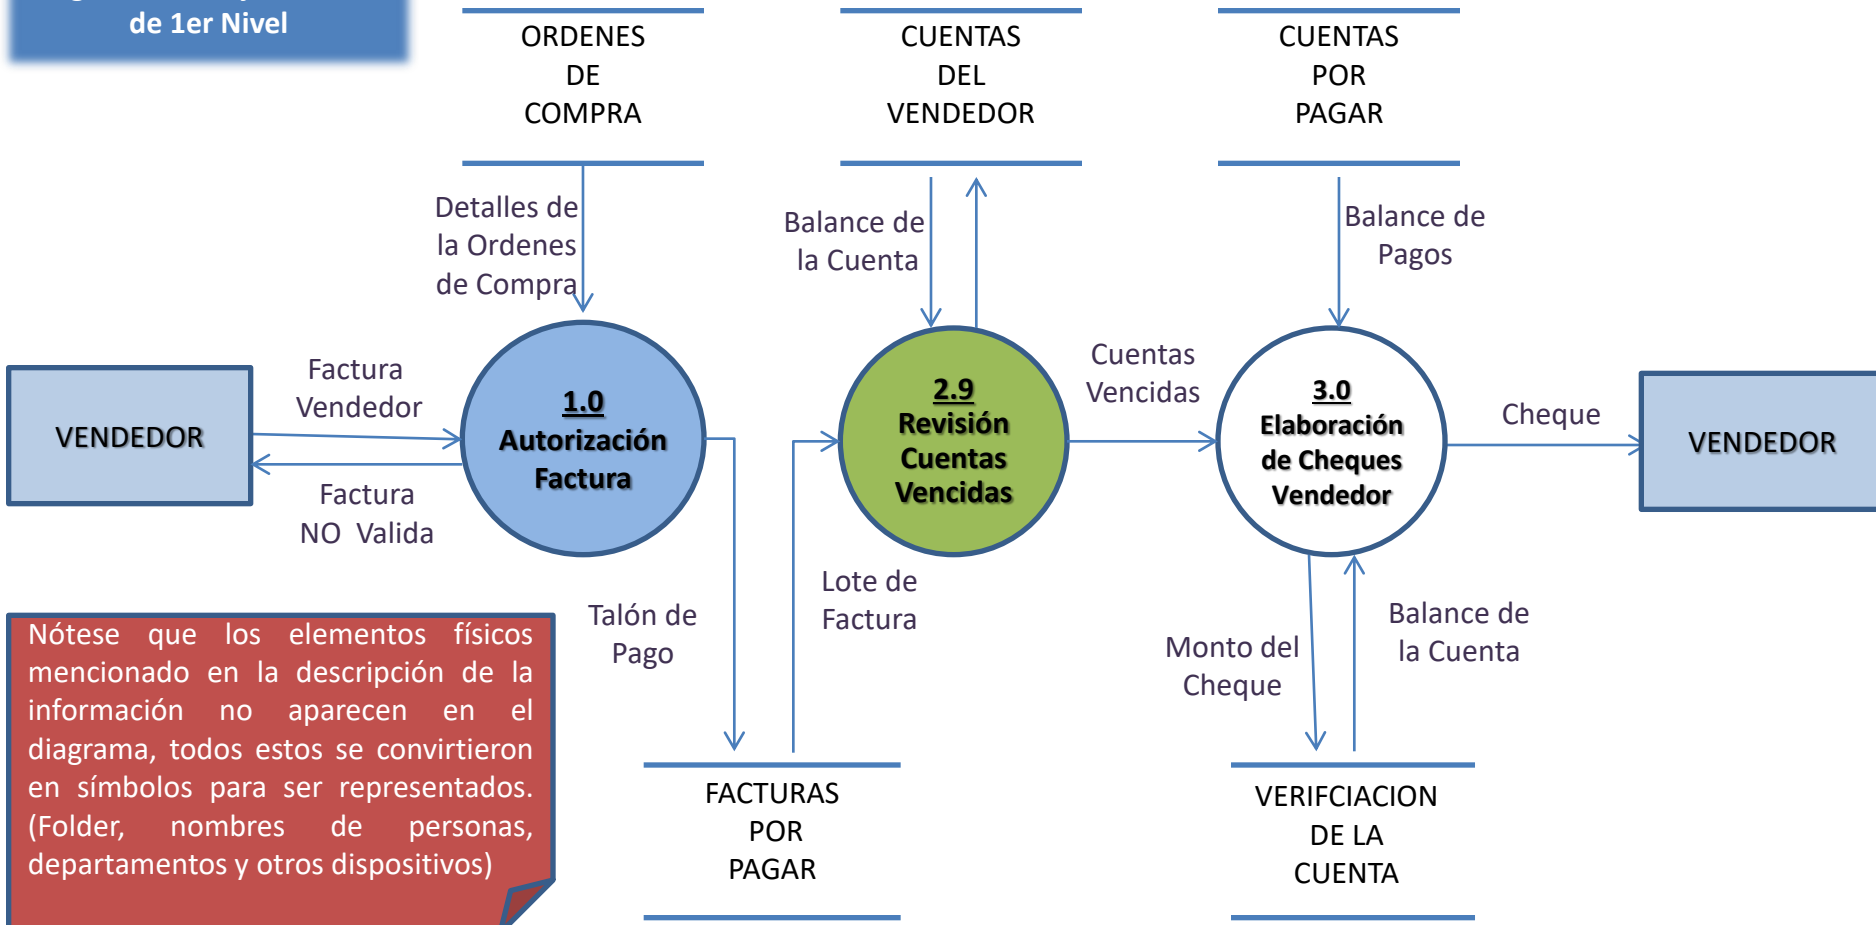 de 1er Nivel
ORDENES
DE
COMPRA
CUENTAS
DEL
VENDEDOR
CUENTAS
POR
PAGAR
Detalles de
la Ordenes
de Compra
Balance de
la Cuenta
Balance de
Pagos
VENDEDOR
Factura
Vendedor
Factura
NO Valida
1.0
Autorización
Factura
2.9
Revisión
Cuentas
Vencidas
Cuentas
Vencidas
3.0
Elaboración
de Cheques
Vendedor
Cheque
VENDEDOR
Talón de
Pago
Lote de
Factura
Monto del
Cheque
Balance de
la Cuenta
Nótese que los elementos físicos
mencionado en la descripción de la
información no aparecen en el
diagrama, todos estos se convirtieron
en símbolos para ser representados.
(Folder, nombres de personas,
departamentos y otros dispositivos)
FACTURAS
POR
PAGAR
VERIFCIACION
DE LA
CUENTA